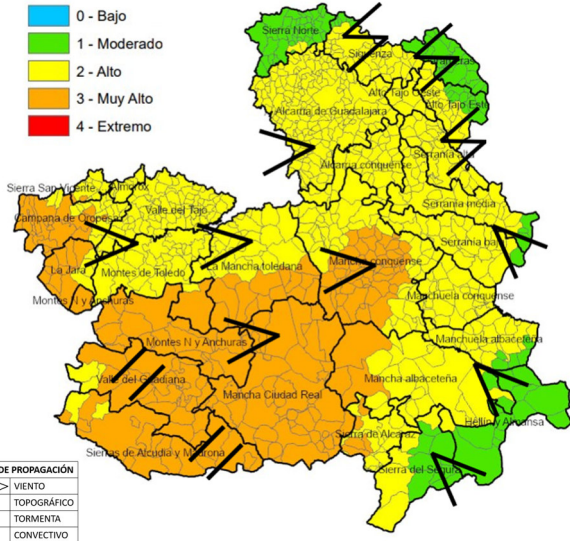 0 - Bajo
1 - Moderado
2 - Alto
3 - Muy Alto
4 - Extremo
Sierra Norte
Sigüenza
Parameras
Alto Tajo Oeste
Alto Tajo Este
Alcarria de Guadalajara
Alcarria conquense
Serranía alta
Serranía media
Serranía baja
Sierra San Vicente
Almorox
Campana de Oropesa
Valle del Tajo
La Jara
Montes de Toledo
La Mancha toledana
Mancha conquense
Manchuela conquense
Montes N y Anchuras
Montes N y Anchuras
Manchuela albaceteña
Valle del Guadiana
Mancha Ciudad Real
Mancha albaceteña
Hellín y Almansa
Sierra de Alcaraz
Sierras de Alcudia y Madrona
Sierra del Segura
DE PROPAGACIÓN
VIENTO
TOPOGRÁFICO
TORMENTA
CONVECTIVO